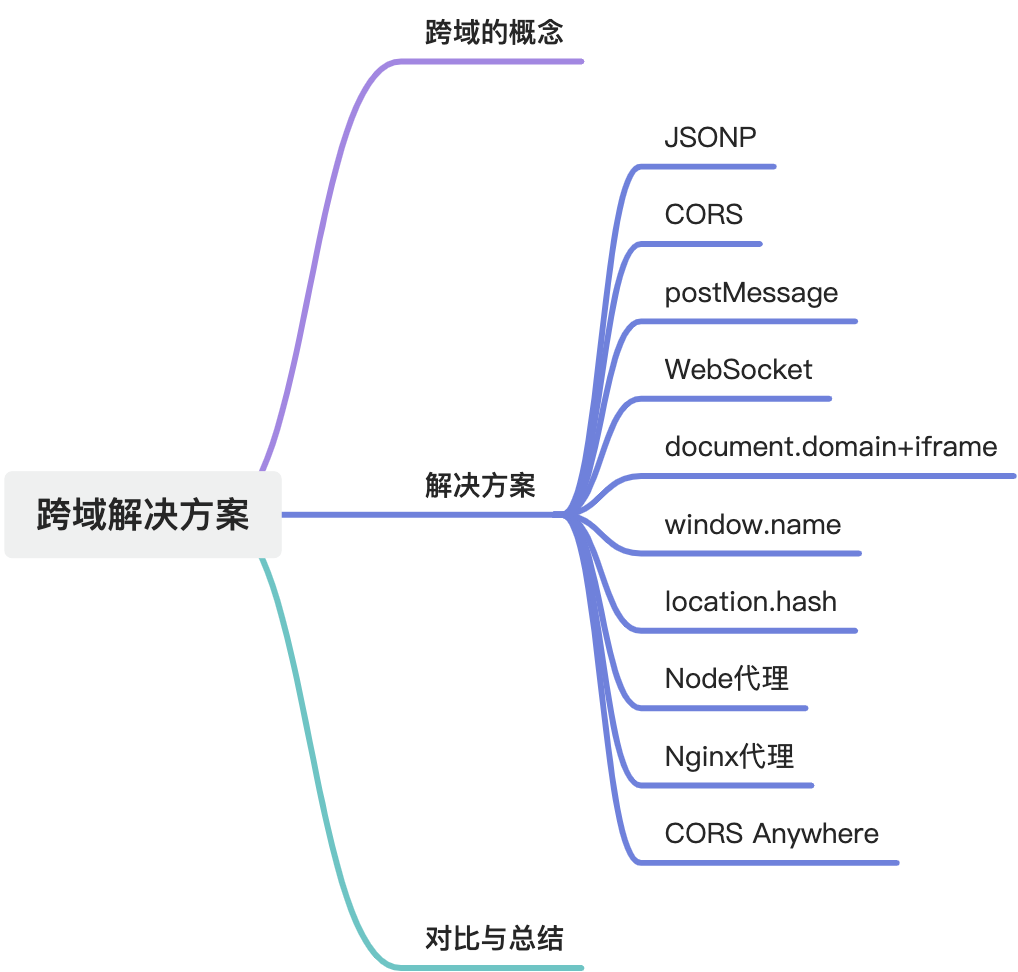 跨域的概念
JSONP
CORS
postMessage
WebSocket
document.domain+iframe
解决方案
跨域解决方案
window.name
location.hash
Node代理
Nginx代理
CORS Anywhere
对比与总结